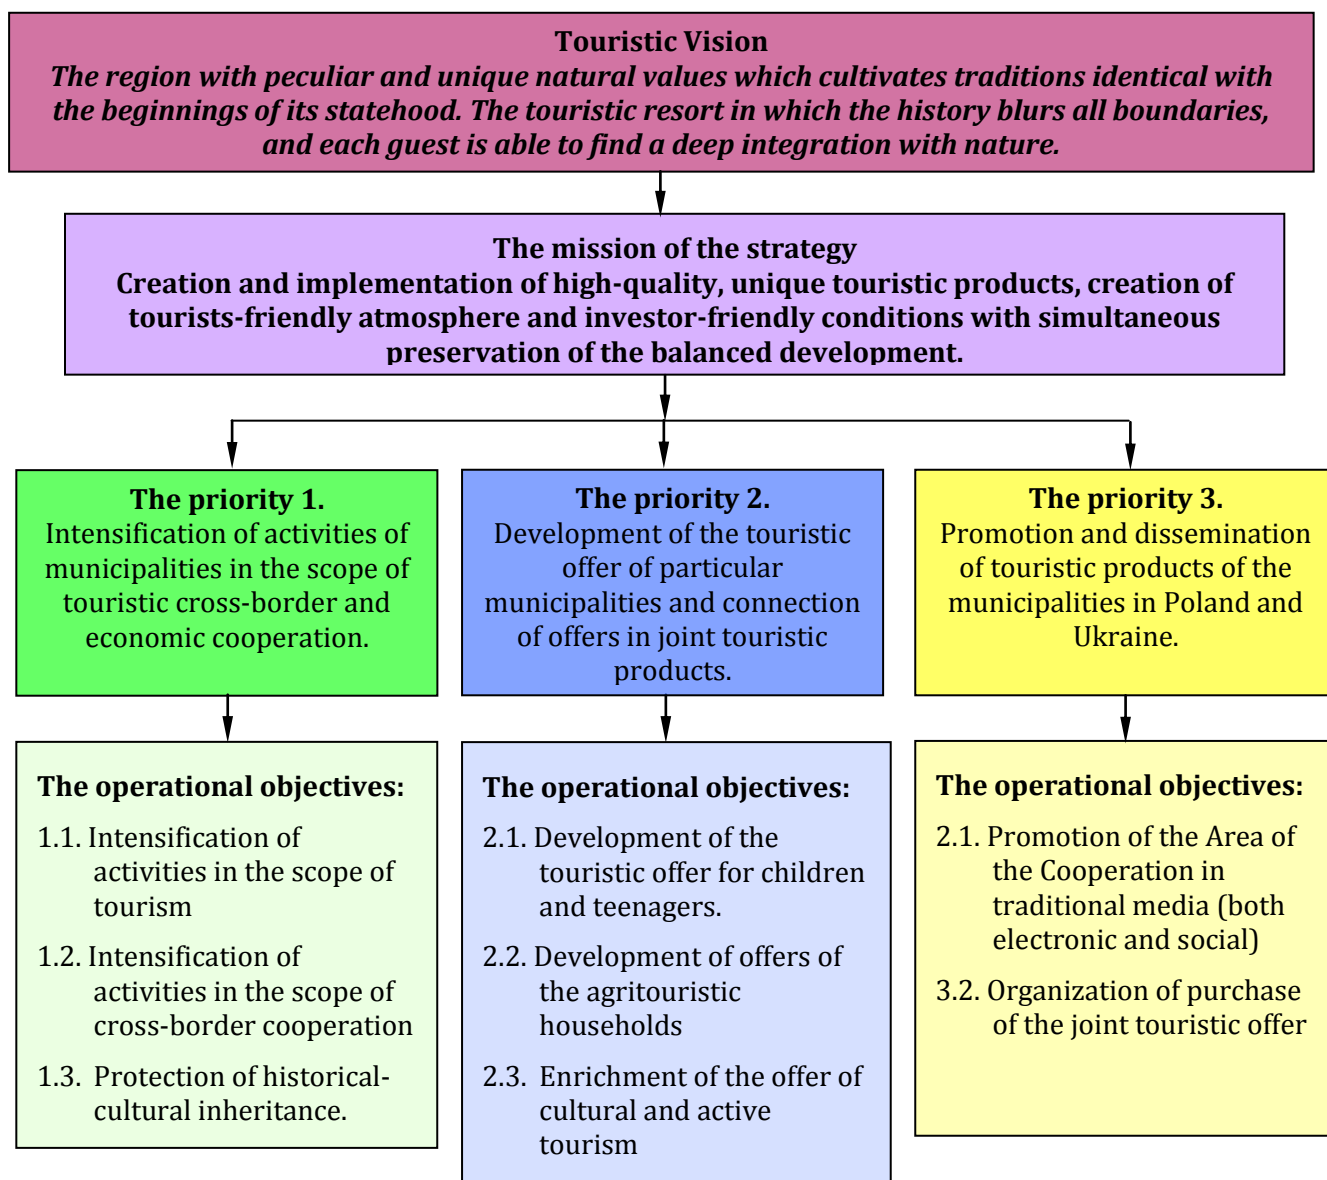 Touristic Vision
The region with peculiar and unique natural values which cultivates traditions identical with
the beginnings of its statehood. The touristic resort in which the history blurs all boundaries,
and each guest is able to find a deep integration with nature.
The mission of the strategy
Creation and implementation of high-quality, unique touristic products, creation of
tourists-friendly atmosphere and investor-friendly conditions with simultaneous
preservation of the balanced development.
The priority 1.
Intensification of activities of
municipalities in the scope of
touristic cross-border and
economic cooperation.
The priority 2.
Development of the touristic
offer of particular
municipalities and connection
of offers in joint touristic
products.
The priority 3.
Promotion and dissemination
of touristic products of the
municipalities in Poland and
Ukraine.
The operational objectives:
1.1. Intensification of
activities in the scope of
tourism
1.2. Intensification of
activities in the scope of
cross-border cooperation
1.3. Protection of historical-
cultural inheritance.
The operational objectives:
2.1. Development of the
touristic offer for children
and teenagers.
2.2. Development of offers of
the agritouristic
households
2.3. Enrichment of the offer of
cultural and active
tourism
The operational objectives:
2.1. Promotion of the Area of
the Cooperation in
traditional media (both
electronic and social)
3.2. Organization of purchase
of the joint touristic offer